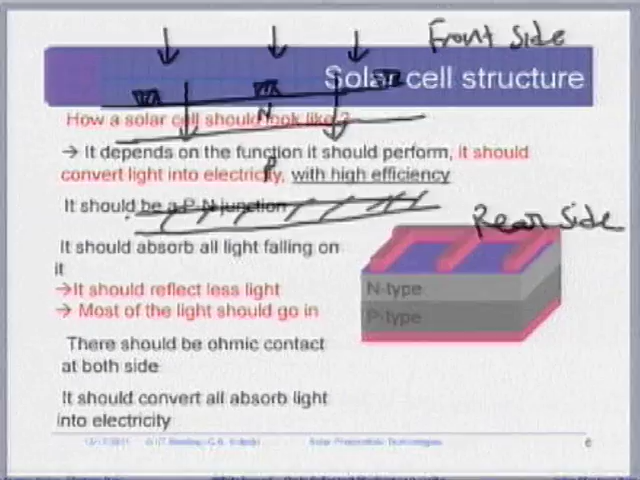 Front Side
Solar cell structure
N
How a solar cell should look like ?
→ It depends on the function it should perform, it should
convert light into electricity, with high efficiency
P
It should be a P-N junction
Rear Side
It should absorb all light falling on
it
→It should reflect less light
→ Most of the light should go in
N-type
P-type
There should be ohmic contact
at both side
It should convert all absorb light
into electricity
Solar Photovoltaic Technologies
6